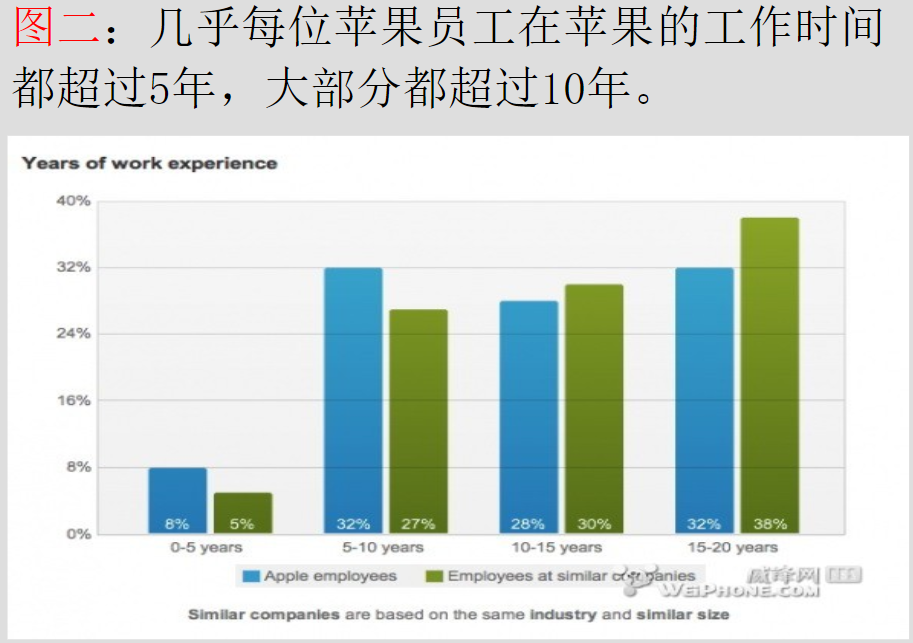 图二：几乎每位苹果员工在苹果的工作时间
都超过5年，大部分都超过10年。
Years of work experience
40%
32%
24%
16%
8%
0%
8% 5% 32% 27% 28% 30% 32% 38%
0-5 years 5-10 years 10-15 years 15-20 years
Apple employees Employees at similar companies
威锋网
WEIPHONE.COM
Similar companies are based on the same industry and similar size